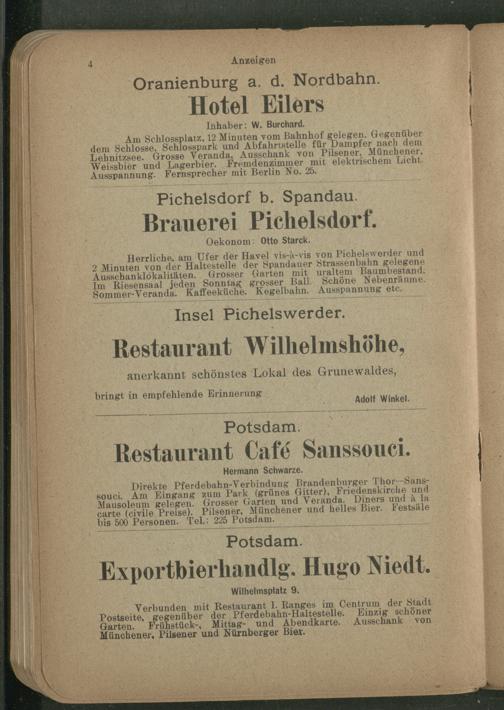 4
Anzeigen
Oranienburg a. d. Nordbahn.
Hotel Eilers
Inhaber: W. Burchard.
Am Schlossplatz, 12 Minuten vom Bahnhof gelegen. Gegenüber
dem Schlosse, Schlosspark und Abfahrtstelle für Dampfer nach dem
Lehnitzsee. Grosse Veranda, Ausschank von Pilsener, Münchener,
Weissbier und Lagerbier. Fremdenzimmer mit elektrischem Licht.
Ausspannung. Fernsprecher mit Berlin No. 25.
Pichelsdorf b. Spandau.
Brauerei Pichelsdorf.
Oekonom: Otto Starck.
Herrliche, am Ufer der Havel vis-à-vis von Pichelswerder und
2 Minuten von der Haltestelle der Spandauer Strassenbahn gelegene
Ausschanklokalitäten. Grosser Garten mit uraltem Baumbestand.
Im Riesensaal jeden Sonntag grosser Ball. Schöne Nebenräume.
Sommer-Veranda. Kaffeeküche. Kegelbahn. Ausspannung etc.
Insel Pichelswerder.
Restaurant Wilhelmshöhe,
anerkannt schönstes Lokal des Grunewaldes,
bringt in empfehlende Erinnerung
Adolf Winkel.
Potsdam.
Restaurant Café Sanssouci.
Hermann Schwarze.
Direkte Pferdebahn-Verbindung Brandenburger Thor—Sans-
souci. Am Eingang zum Park (grünes Gitter), Friedenskirche und
Mausoleum gelegen. Grosser Garten und Veranda. Diners und à la
carte (civile Preise). Pilsener, Münchener und helles Bier. Festsäle
bis 500 Personen. Tel.: 225 Potsdam.
Potsdam.
Exportbierhandlg. Hugo Niedt.
Wilhelmsplatz 9.
Verbunden mit Restaurant I. Ranges im Centrum der Stadt
Postseite, gegenüber der Pferdebahn-Haltestelle. Einzig schöner
Garten. Frühstück-, Mittag- und Abendkarte. Ausschank von
Münchener, Pilsener und Nürnberger Bier.